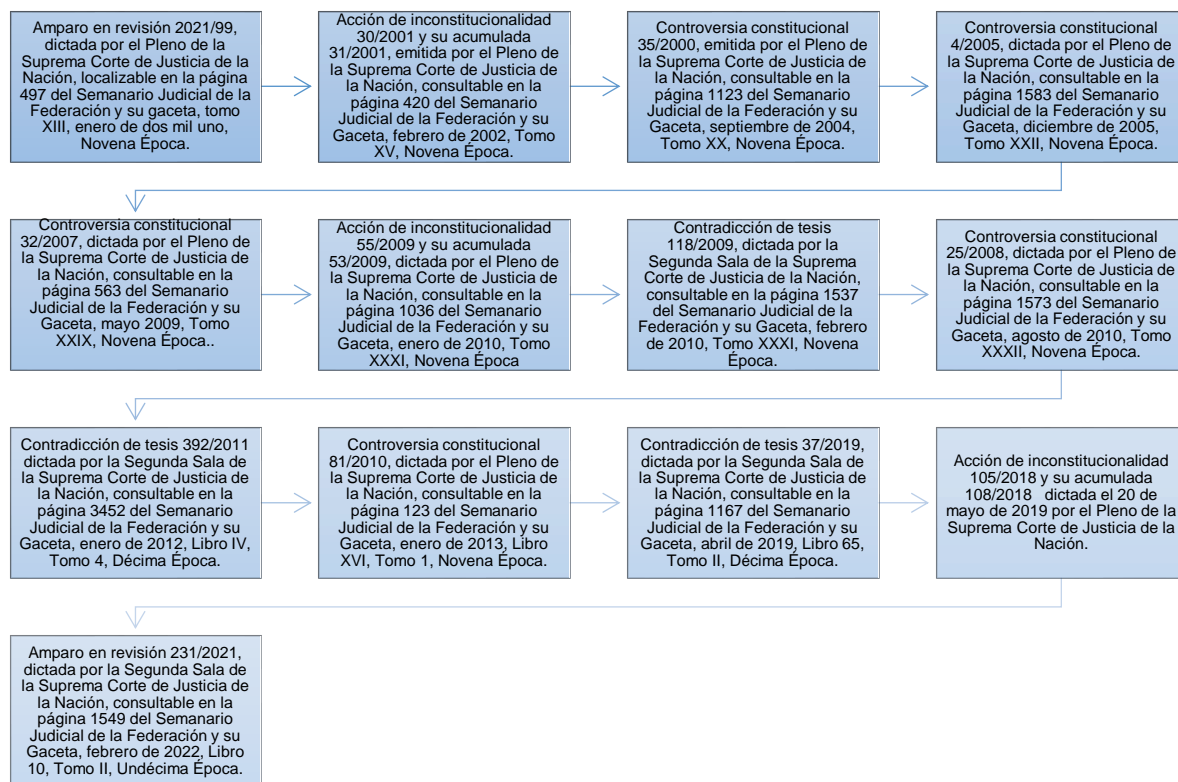 Amparo en revisión 2021/99,
dictada por el Pleno de la
Suprema Corte de Justicia de la
Nación, localizable en la página
497 del Semanario Judicial de la
Federación y su gaceta, tomo
XIII, enero de dos mil uno,
Novena Época.
Acción de inconstitucionalidad
30/2001 y su acumulada
31/2001, emitida por el Pleno de
la Suprema Corte de Justicia de
la Nación, consultable en la
página 420 del Semanario
Judicial de la Federación y su
Gaceta, febrero de 2002, Tomo
XV, Novena Época.
Controversia constitucional
35/2000, emitida por el Pleno de
la Suprema Corte de Justicia de
la Nación, consultable en la
página 1123 del Semanario
Judicial de la Federación y su
Gaceta, septiembre de 2004,
Tomo XX, Novena Época.
Controversia constitucional
4/2005, dictada por el Pleno de
la Suprema Corte de Justicia de
la Nación, consultable en la
página 1583 del Semanario
Judicial de la Federación y su
Gaceta, diciembre de 2005,
Tomo XXII, Novena Época.
Controversia constitucional
32/2007, dictada por el Pleno de
la Suprema Corte de Justicia de
la Nación, consultable en la
página 563 del Semanario
Judicial de la Federación y su
Gaceta, mayo 2009, Tomo
XXIX, Novena Época..
Acción de inconstitucionalidad
55/2009 y su acumulada
53/2009, dictada por el Pleno de
la Suprema Corte de Justicia de
la Nación, consultable en la
página 1036 del Semanario
Judicial de la Federación y su
Gaceta, enero de 2010, Tomo
XXXI, Novena Época
Contradicción de tesis
118/2009, dictada por la
Segunda Sala de la Suprema
Corte de Justicia de la Nación,
consultable en la página 1537
del Semanario Judicial de la
Federación y su Gaceta, febrero
de 2010, Tomo XXXI, Novena
Época.
Controversia constitucional
25/2008, dictada por el Pleno de
la Suprema Corte de Justicia de
la Nación, consultable en la
página 1573 del Semanario
Judicial de la Federación y su
Gaceta, agosto de 2010, Tomo
XXXII, Novena Época.
Contradicción de tesis 392/2011
dictada por la Segunda Sala de
la Suprema Corte de Justicia de
la Nación, consultable en la
página 3452 del Semanario
Judicial de la Federación y su
Gaceta, enero de 2012, Libro IV,
Tomo 4, Décima Época.
Controversia constitucional
81/2010, dictada por el Pleno de
la Suprema Corte de Justicia de
la Nación, consultable en la
página 123 del Semanario
Judicial de la Federación y su
Gaceta, enero de 2013, Libro
XVI, Tomo 1, Novena Época.
Contradicción de tesis 37/2019,
dictada por la Segunda Sala de
la Suprema Corte de Justicia de
la Nación, consultable en la
página 1167 del Semanario
Judicial de la Federación y su
Gaceta, abril de 2019, Libro 65,
Tomo II, Décima Época.
Acción de inconstitucionalidad
105/2018 y su acumulada
108/2018 dictada el 20 de
mayo de 2019 por el Pleno de la
Suprema Corte de Justicia de la
Nación.
Amparo en revisión 231/2021,
dictada por la Segunda Sala de
la Suprema Corte de Justicia de
la Nación, consultable en la
página 1549 del Semanario
Judicial de la Federación y su
Gaceta, febrero de 2022, Libro
10, Tomo II, Undécima Época.